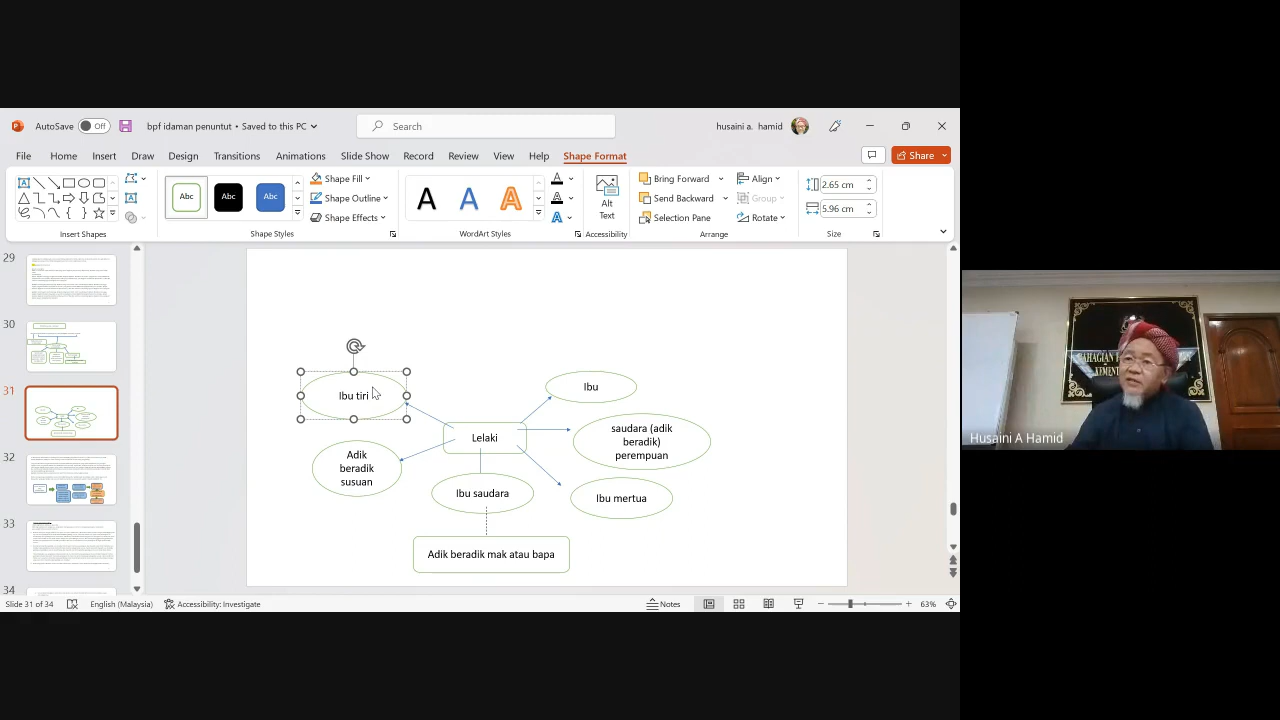 AutoSave Off bpf idaman penuntut • Saved to this PC Search husaini a. hamid
File Home Insert Draw Design Transitions Animations Slide Show Record Review View Help Shape Format Share
Abc Abc Abc
Shape Fill
Shape Outline
Shape Effects
A A A
Alt
Text
Bring Forward
Send Backward
Selection Pane
Align
Group
Rotate
2.65 cm
5.96 cm
Insert Shapes Shape Styles WordArt Styles Accessibility Arrange Size
29
30
31
32
33
34
Ibu tiri
Ibu
Lelaki
saudara (adik
beradik)
perempuan
Adik
beradik
susuan
Ibu saudara
Ibu mertua
Adik beradik mak atau bapa
Slide 31 of 34 English (Malaysia) Accessibility: Investigate Notes 63%
Husaini A Hamid